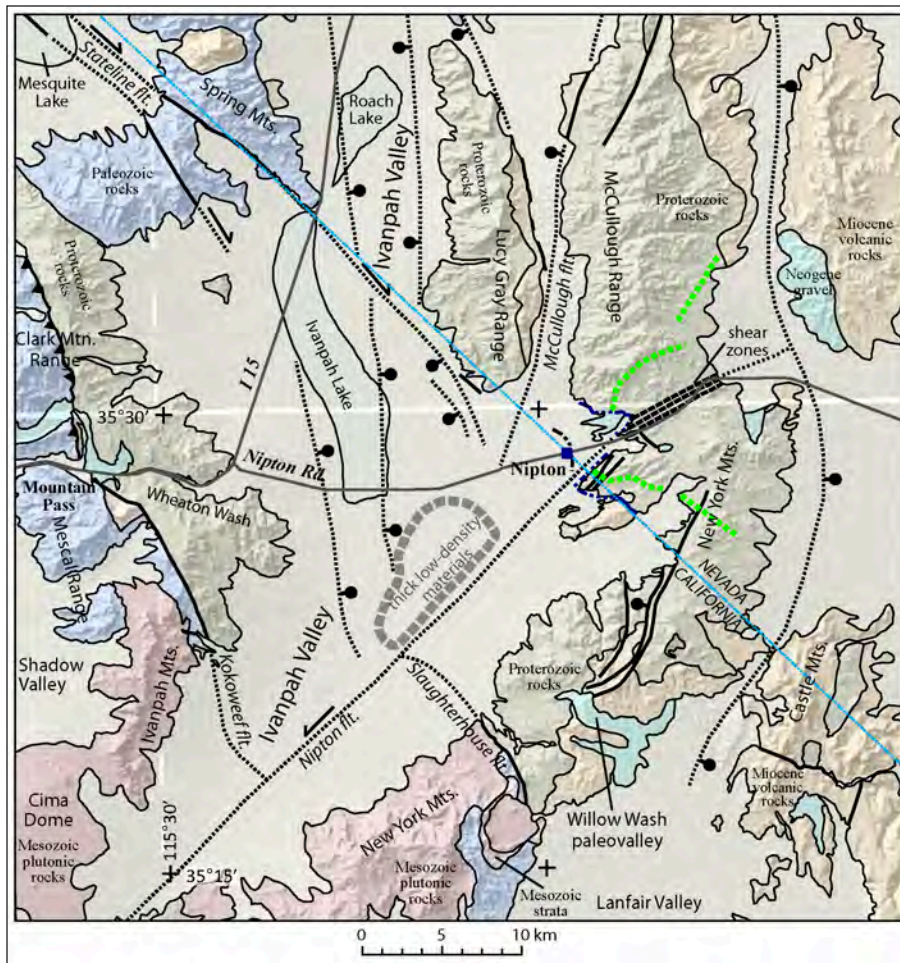 Stateline flt.
Mesquite
Lake
Spring Mts.
Roach
Lake
Paleozoic
rocks
Ivanpah Valley
Proterozoic
rocks
Lucy Gray Range
McCullough flt.
McCullough Range
Proterozoic
rocks
Miocene
volcanic
rocks
Neogene
gravel
Proterozoic
rocks
Clark Mtn.
Range
I 15
Ivanpah
Lake
shear
zones
35°30’
Nipton Rd.
Nipton
Mountain
Pass
Wheaton Wash
Mescal Range
New York Mts.
thick low-density
materials
NEVADA
CALIFORNIA
Shadow
Valley
Ivanpah Mts.
Kokoweef flt.
Ivanpah Valley
Nipton flt.
Slaughterhouse flt.
Proterozoic
rocks
Castle Mts.
Cima
Dome
Mesozoic
plutonic
rocks
115°30’
35°15’
New York Mts.
Mesozoic
plutonic
rocks
Willow Wash
paleovalley
Miocene
volcanic
rocks
Mesozoic
strata
Lanfair Valley
0 5 10 km